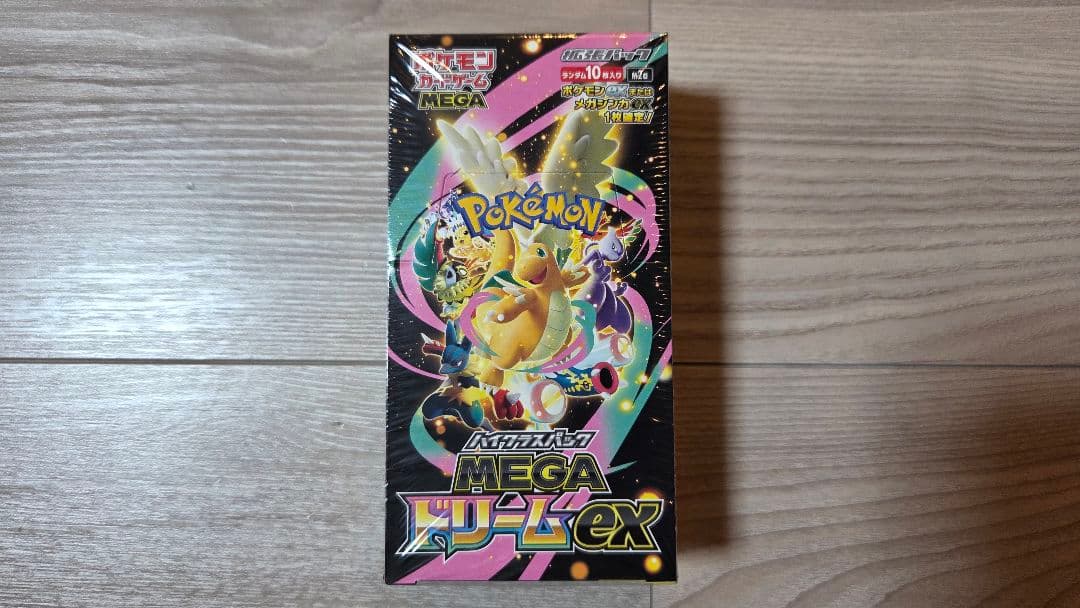 ポケモン
カードゲーム
MEGA
拡張パック
ランダム10枚入り M2a
ポケモンexまたは
メガシンカex
1枚確定!
POKéMON
ハイクラスパック
MEGA
ドリームex